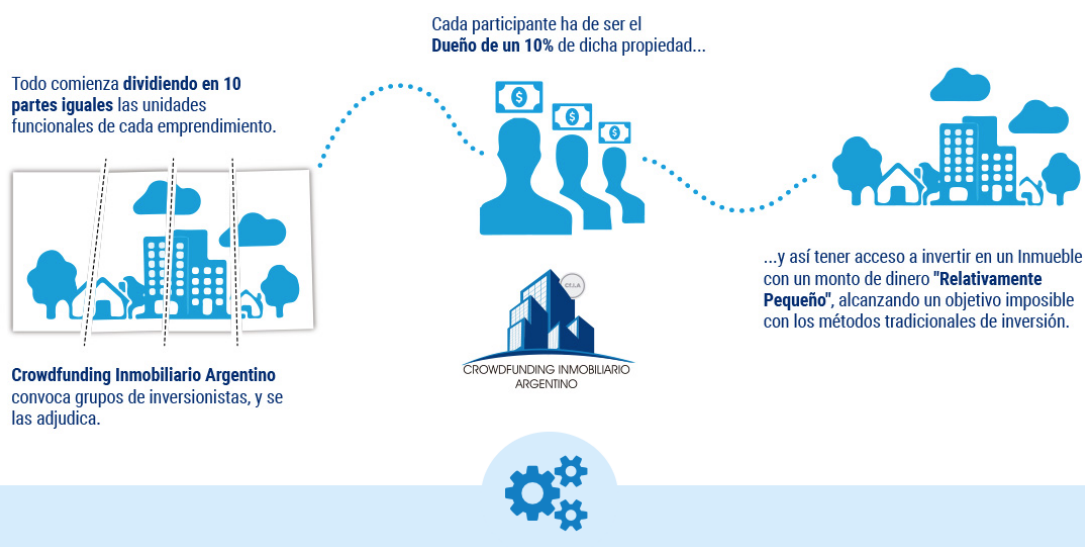 Todo comienza dividiendo en 10
partes iguales las unidades
funcionales de cada emprendimiento.
Crowdfunding Inmobiliario Argentino
convoca grupos de inversionistas, y se
las adjudica.
Cada participante ha de ser el
Dueño de un 10% de dicha propiedad...
$
$
$
CROWDFUNDING INMOBILIARIO
ARGENTINO
...y así tener acceso a invertir en un Inmueble
con un monto de dinero "Relativamente
Pequeño", alcanzando un objetivo imposible
con los métodos tradicionales de inversión.